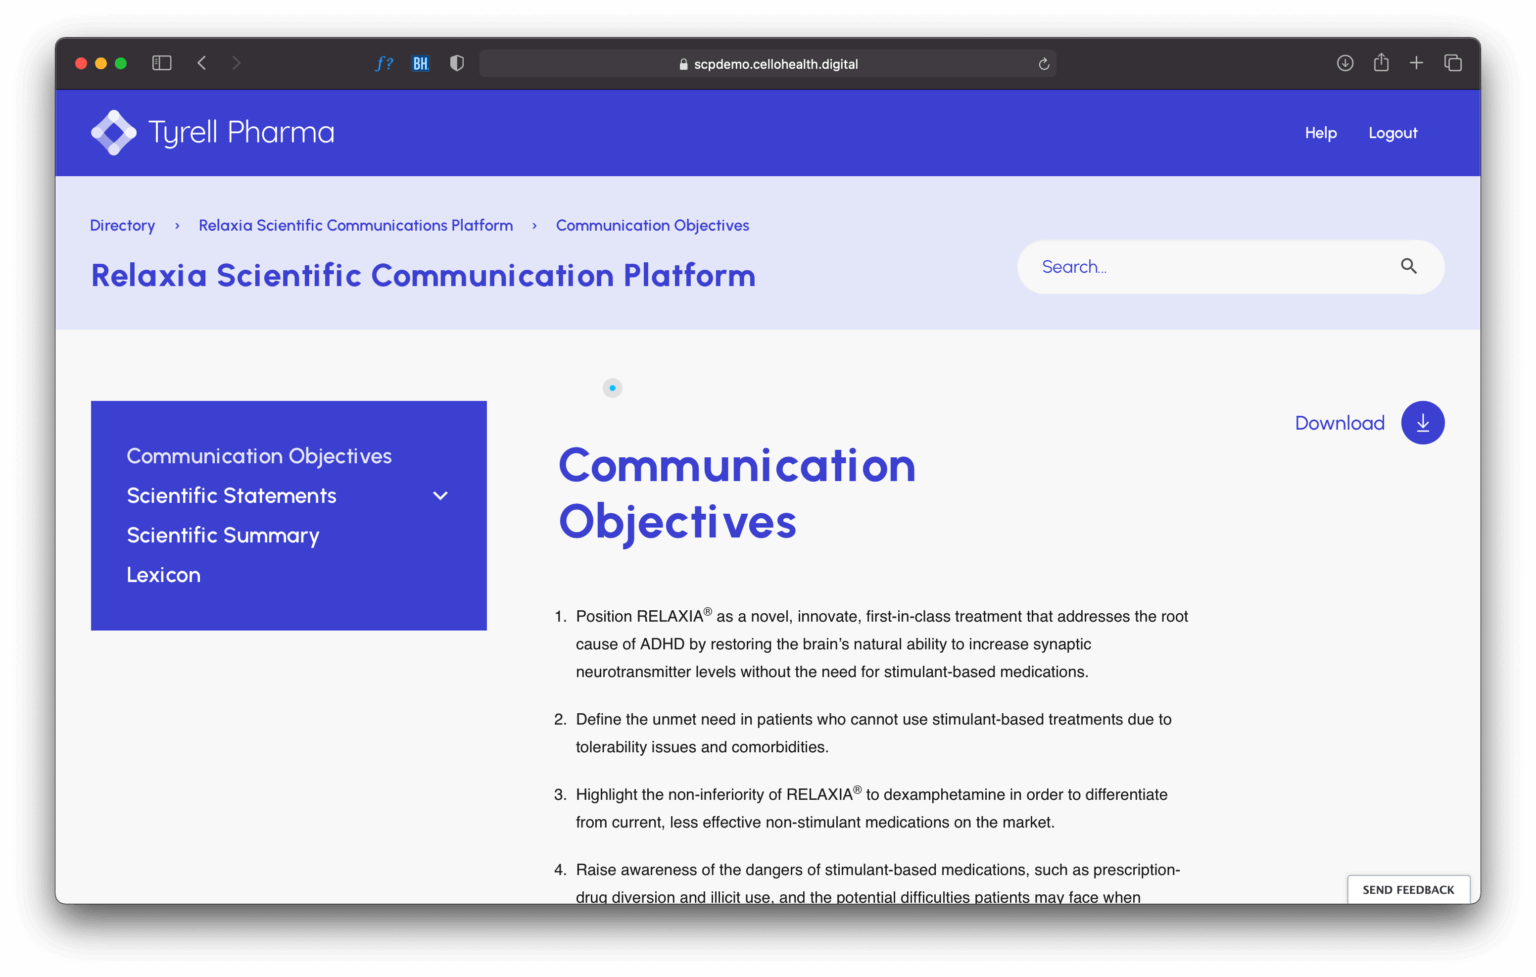 f? BH scpdemo.cellohealth.digital
Tyrell Pharma
Help Logout
Directory › Relaxia Scientific Communications Platform › Communication Objectives
Relaxia Scientific Communication Platform
Search...
Communication Objectives
Scientific Statements
Scientific Summary
Lexicon
Download
Communication
Objectives
1. Position RELAXIA® as a novel, innovate, first-in-class treatment that addresses the root
cause of ADHD by restoring the brain’s natural ability to increase synaptic
neurotransmitter levels without the need for stimulant-based medications.
2. Define the unmet need in patients who cannot use stimulant-based treatments due to
tolerability issues and comorbidities.
3. Highlight the non-inferiority of RELAXIA® to dexamphetamine in order to differentiate
from current, less effective non-stimulant medications on the market.
4. Raise awareness of the dangers of stimulant-based medications, such as prescription-
drug diversion and illicit use, and the potential difficulties patients may face when
SEND FEEDBACK